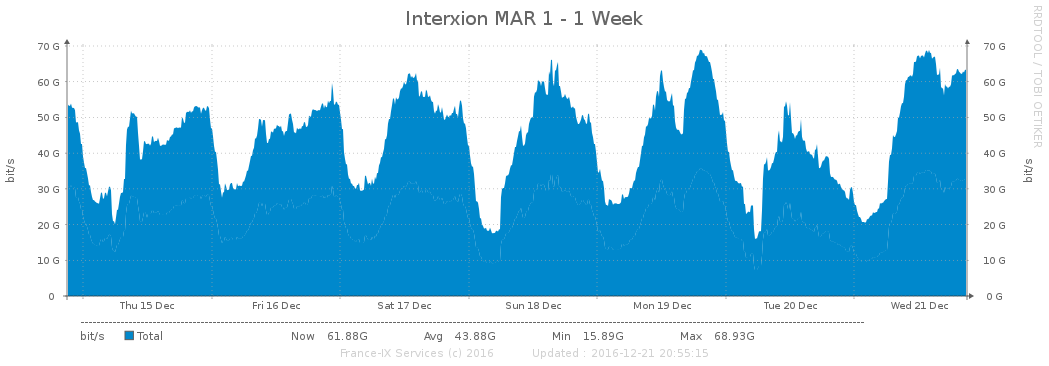 Interxion MAR 1 - 1 Week
RRDTOOL / TOBI OETIKER
bit/s
70 G
60 G
50 G
40 G
30 G
20 G
10 G
0
70 G
60 G
50 G
40 G
30 G
20 G
10 G
0 G
bit/s
Thu 15 Dec Fri 16 Dec Sat 17 Dec Sun 18 Dec Mon 19 Dec Tue 20 Dec Wed 21 Dec
bit/s Total Now 61.88G Avg 43.88G Min 15.89G Max 68.93G
France-IX Services (c) 2016 Updated : 2016-12-21 20:55:15